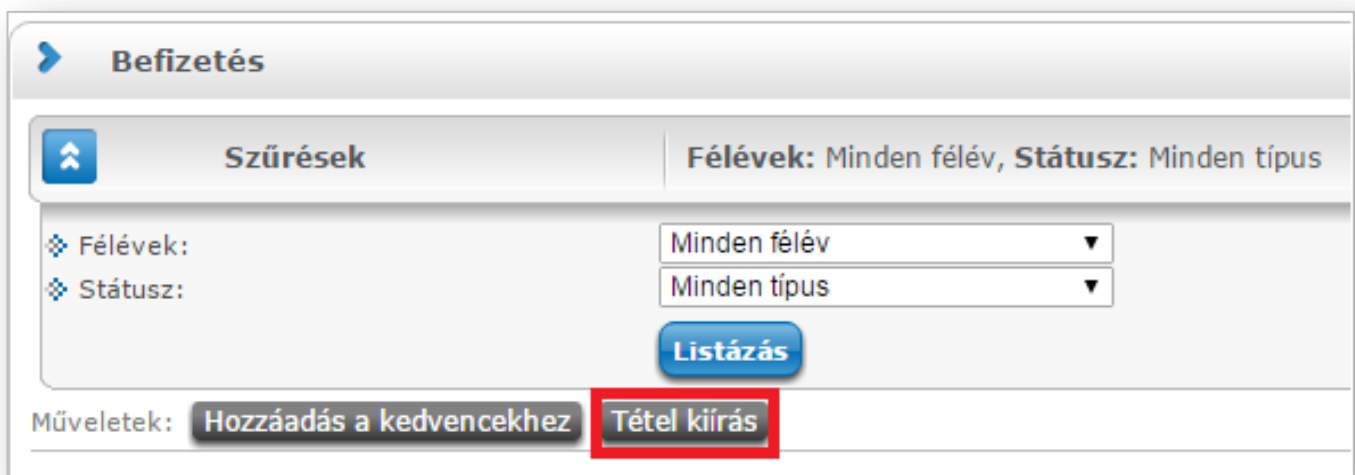 Befizetés
Szűrések Félévek: Minden félév, Státusz: Minden típus
Félévek: Minden félév
Státusz: Minden típus
Listázás
Műveletek: Hozzáadás a kedvencekhez Tétel kiírás